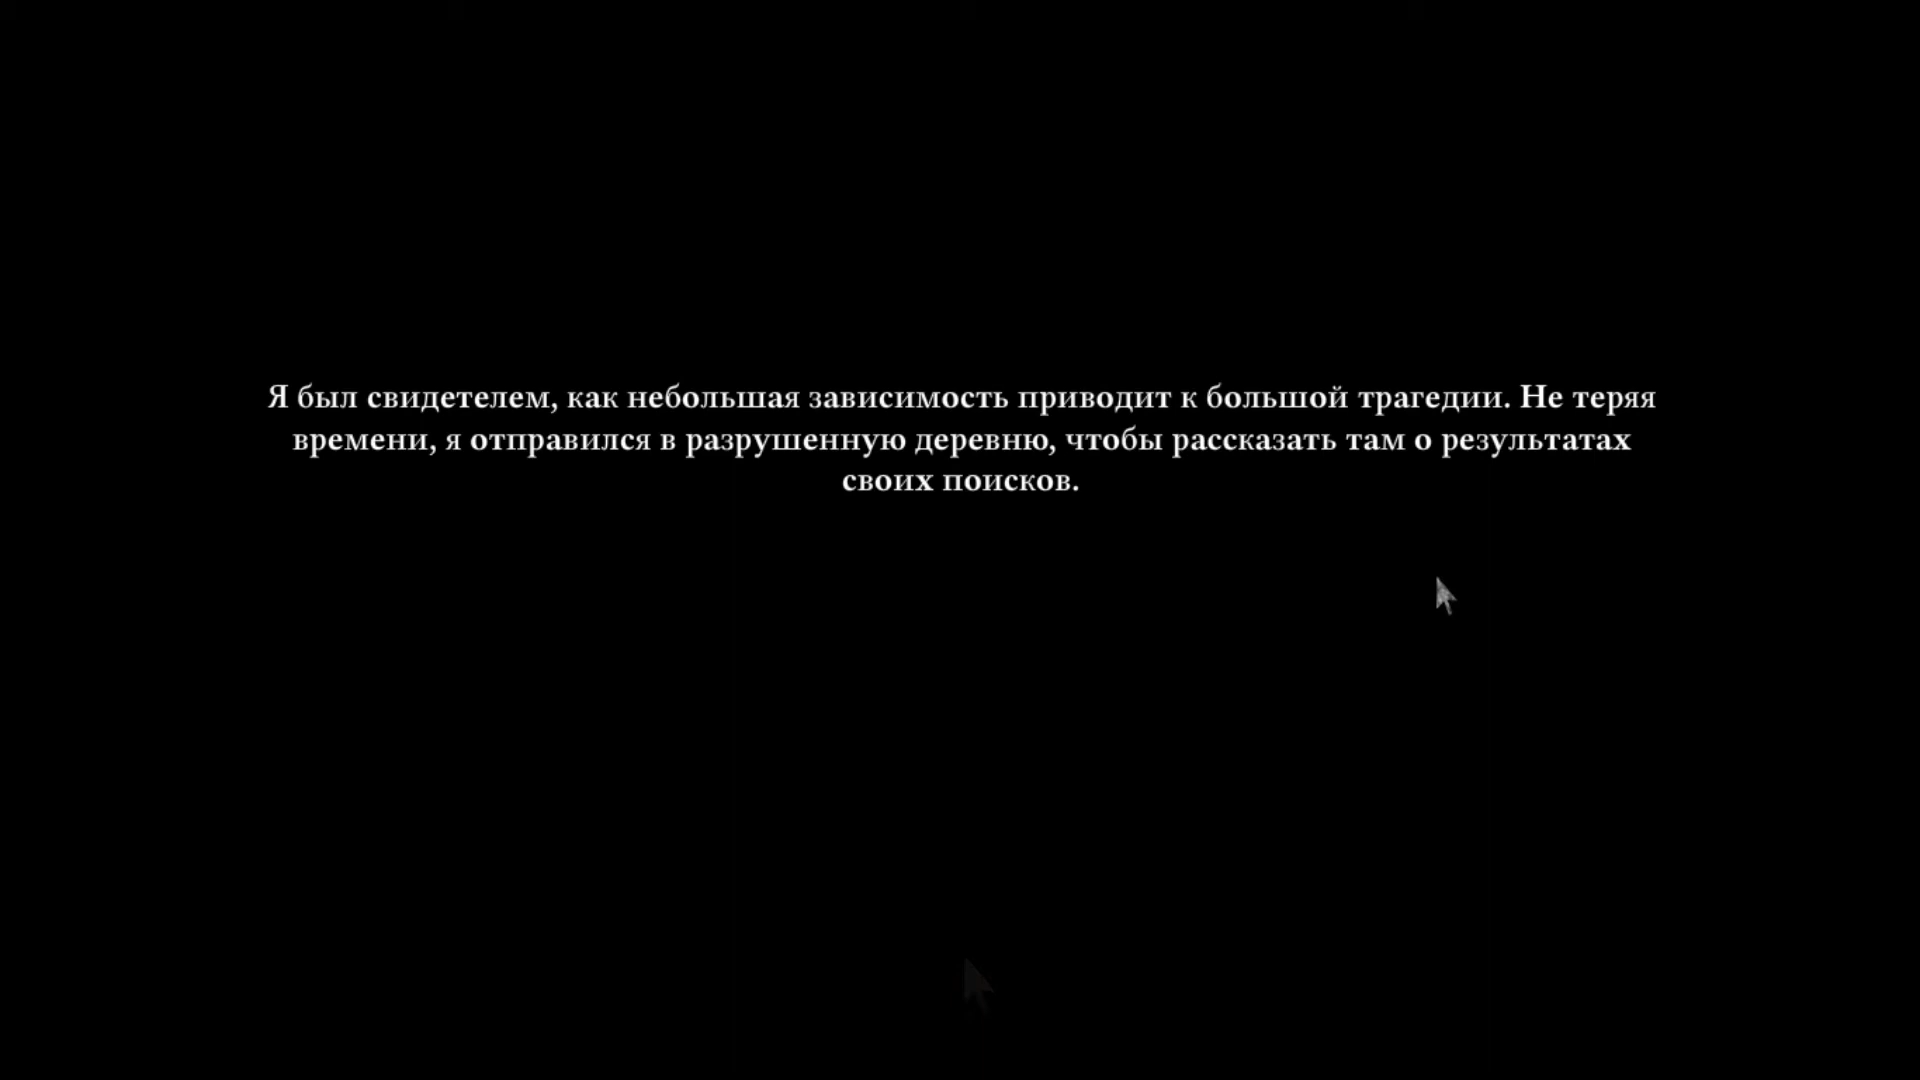 Я был свидетелем, как небольшая зависимость приводит к большой трагедии. Не теряя
времени, я отправился в разрушенную деревню, чтобы рассказать там о результатах
своих поисков.